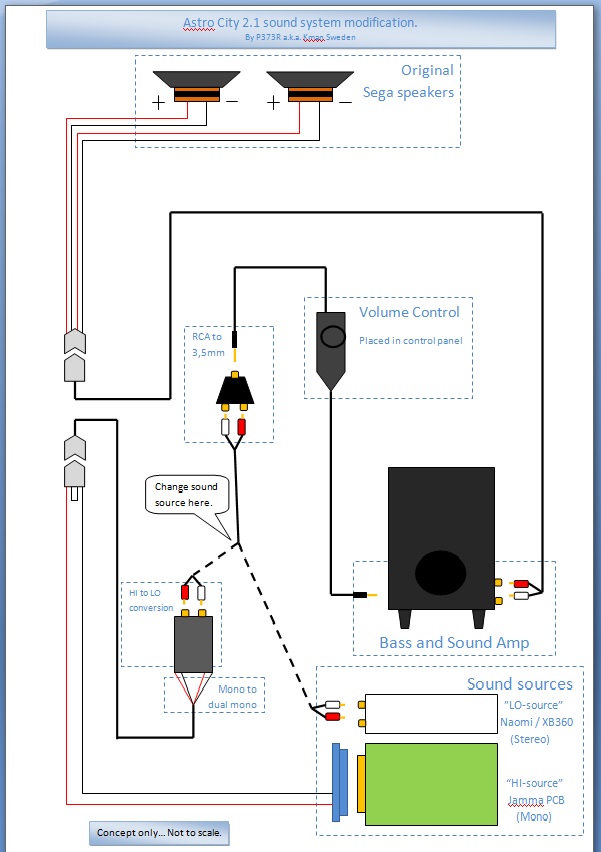 Astro City 2.1 sound system modification.
By P373R a.k.a. Kman Sweden
Original
Sega speakers
+ − + −
Volume Control
Placed in control panel
RCA to
3,5mm
Change sound
source here.
HI to LO
conversion
Mono to
dual mono
Bass and Sound Amp
Sound sources
"LO-source"
Naomi / XB360
(Stereo)
"HI-source"
Jamma PCB
(Mono)
Concept only... Not to scale.